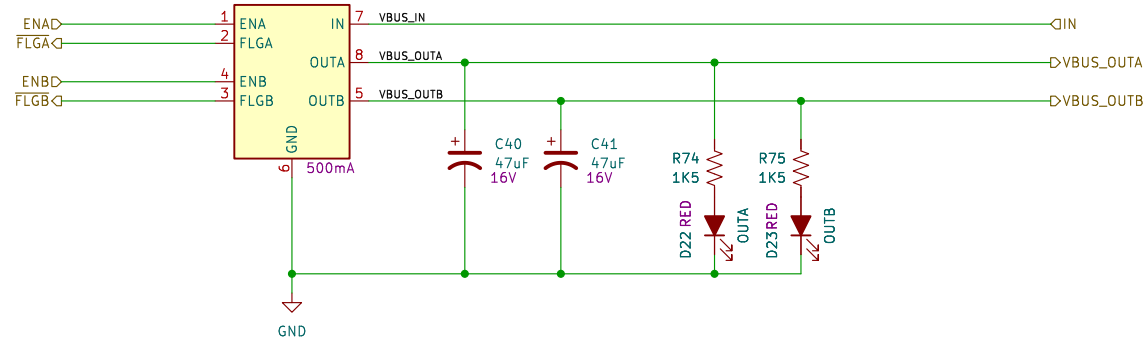 ENA
FLGA
ENB
FLGB
1
2
4
3
ENA
FLGA
ENB
FLGB
IN
OUTA
OUTB
GND
7
8
5
6
500mA
VBUS_IN
VBUS_OUTA
VBUS_OUTB
IN
VBUS_OUTA
VBUS_OUTB
+
C40
47uF
16V
+
C41
47uF
16V
R74
1K5
R75
1K5
D22
RED
OUTA
D23
RED
OUTB
GND